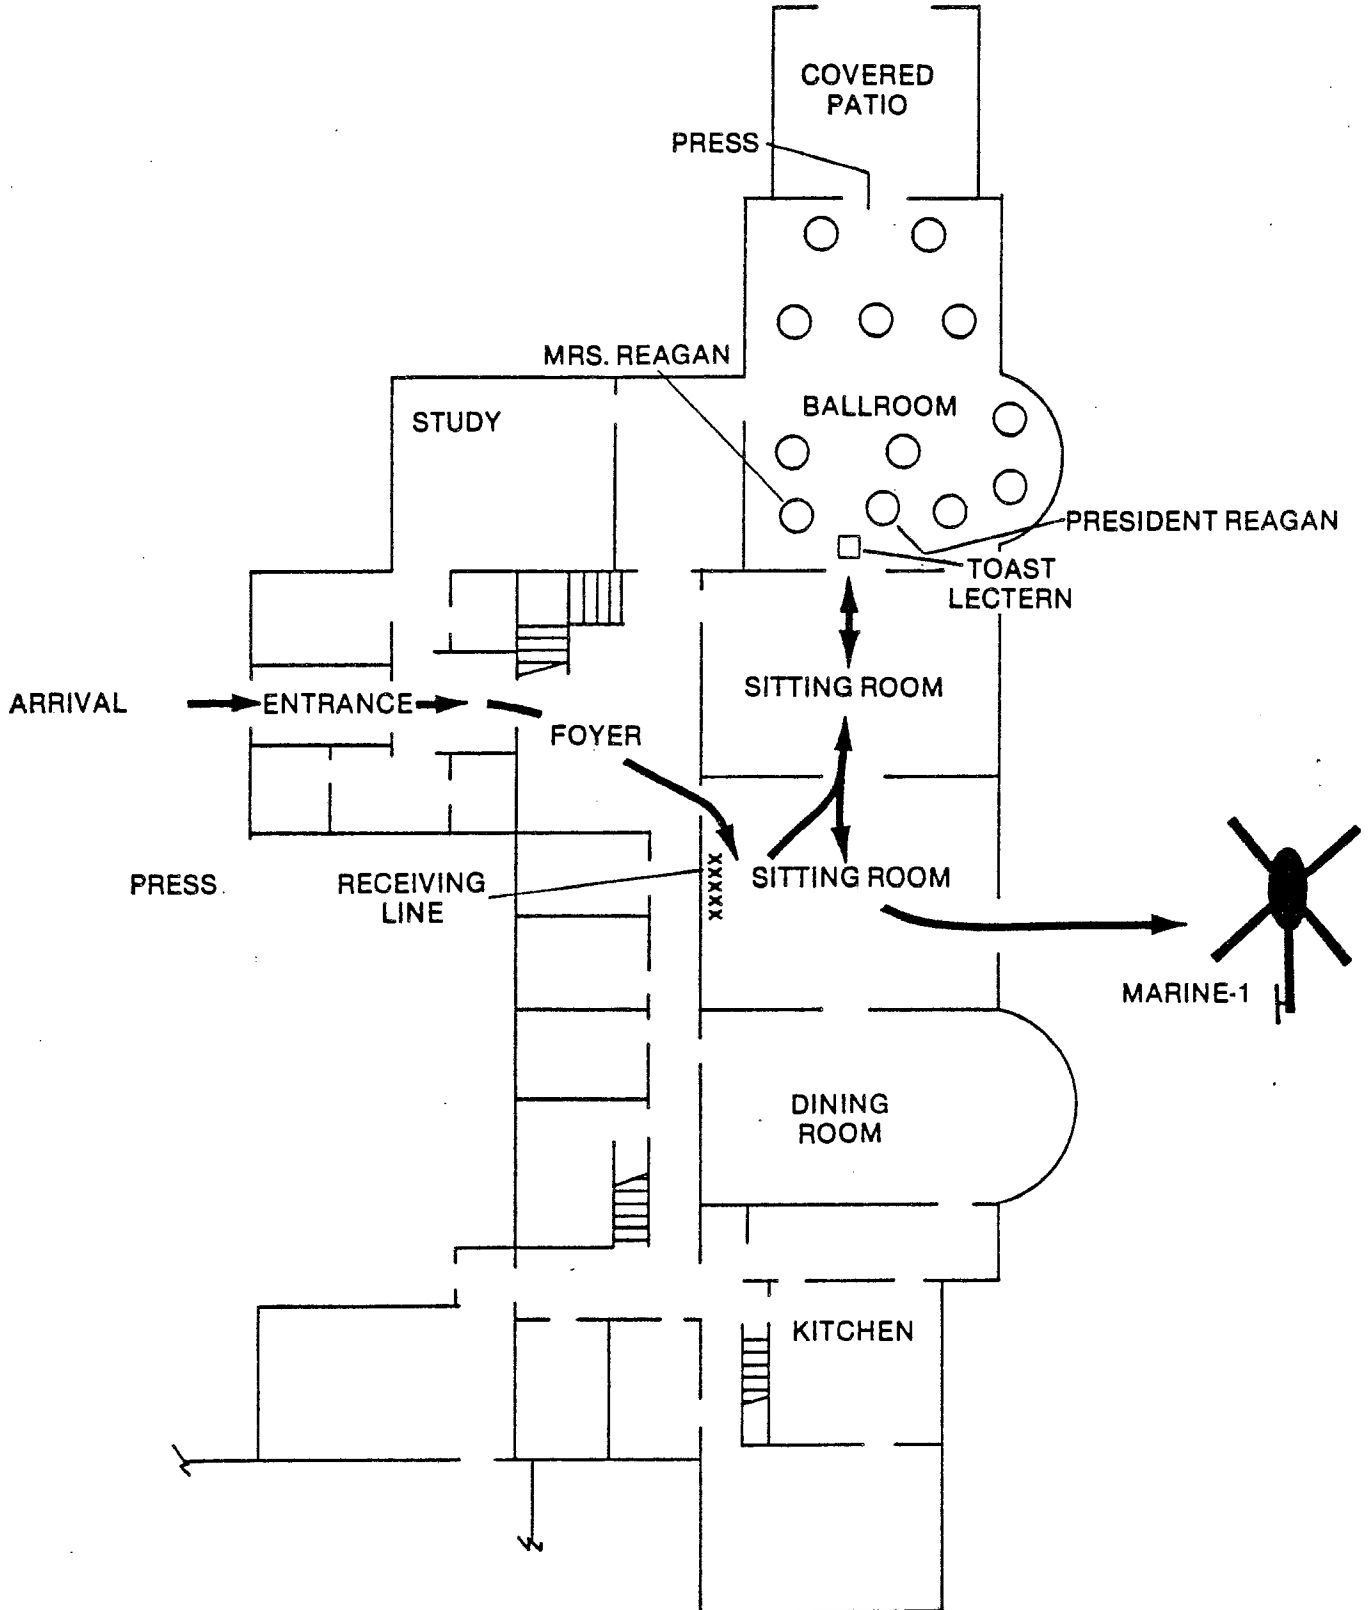 COVERED
PATIO
PRESS
MRS. REAGAN
STUDY
BALLROOM
PRESIDENT REAGAN
TOAST
LECTERN
SITTING ROOM
ARRIVAL
ENTRANCE
FOYER
PRESS
RECEIVING
LINE
XXXXX
SITTING ROOM
MARINE-1
DINING
ROOM
KITCHEN